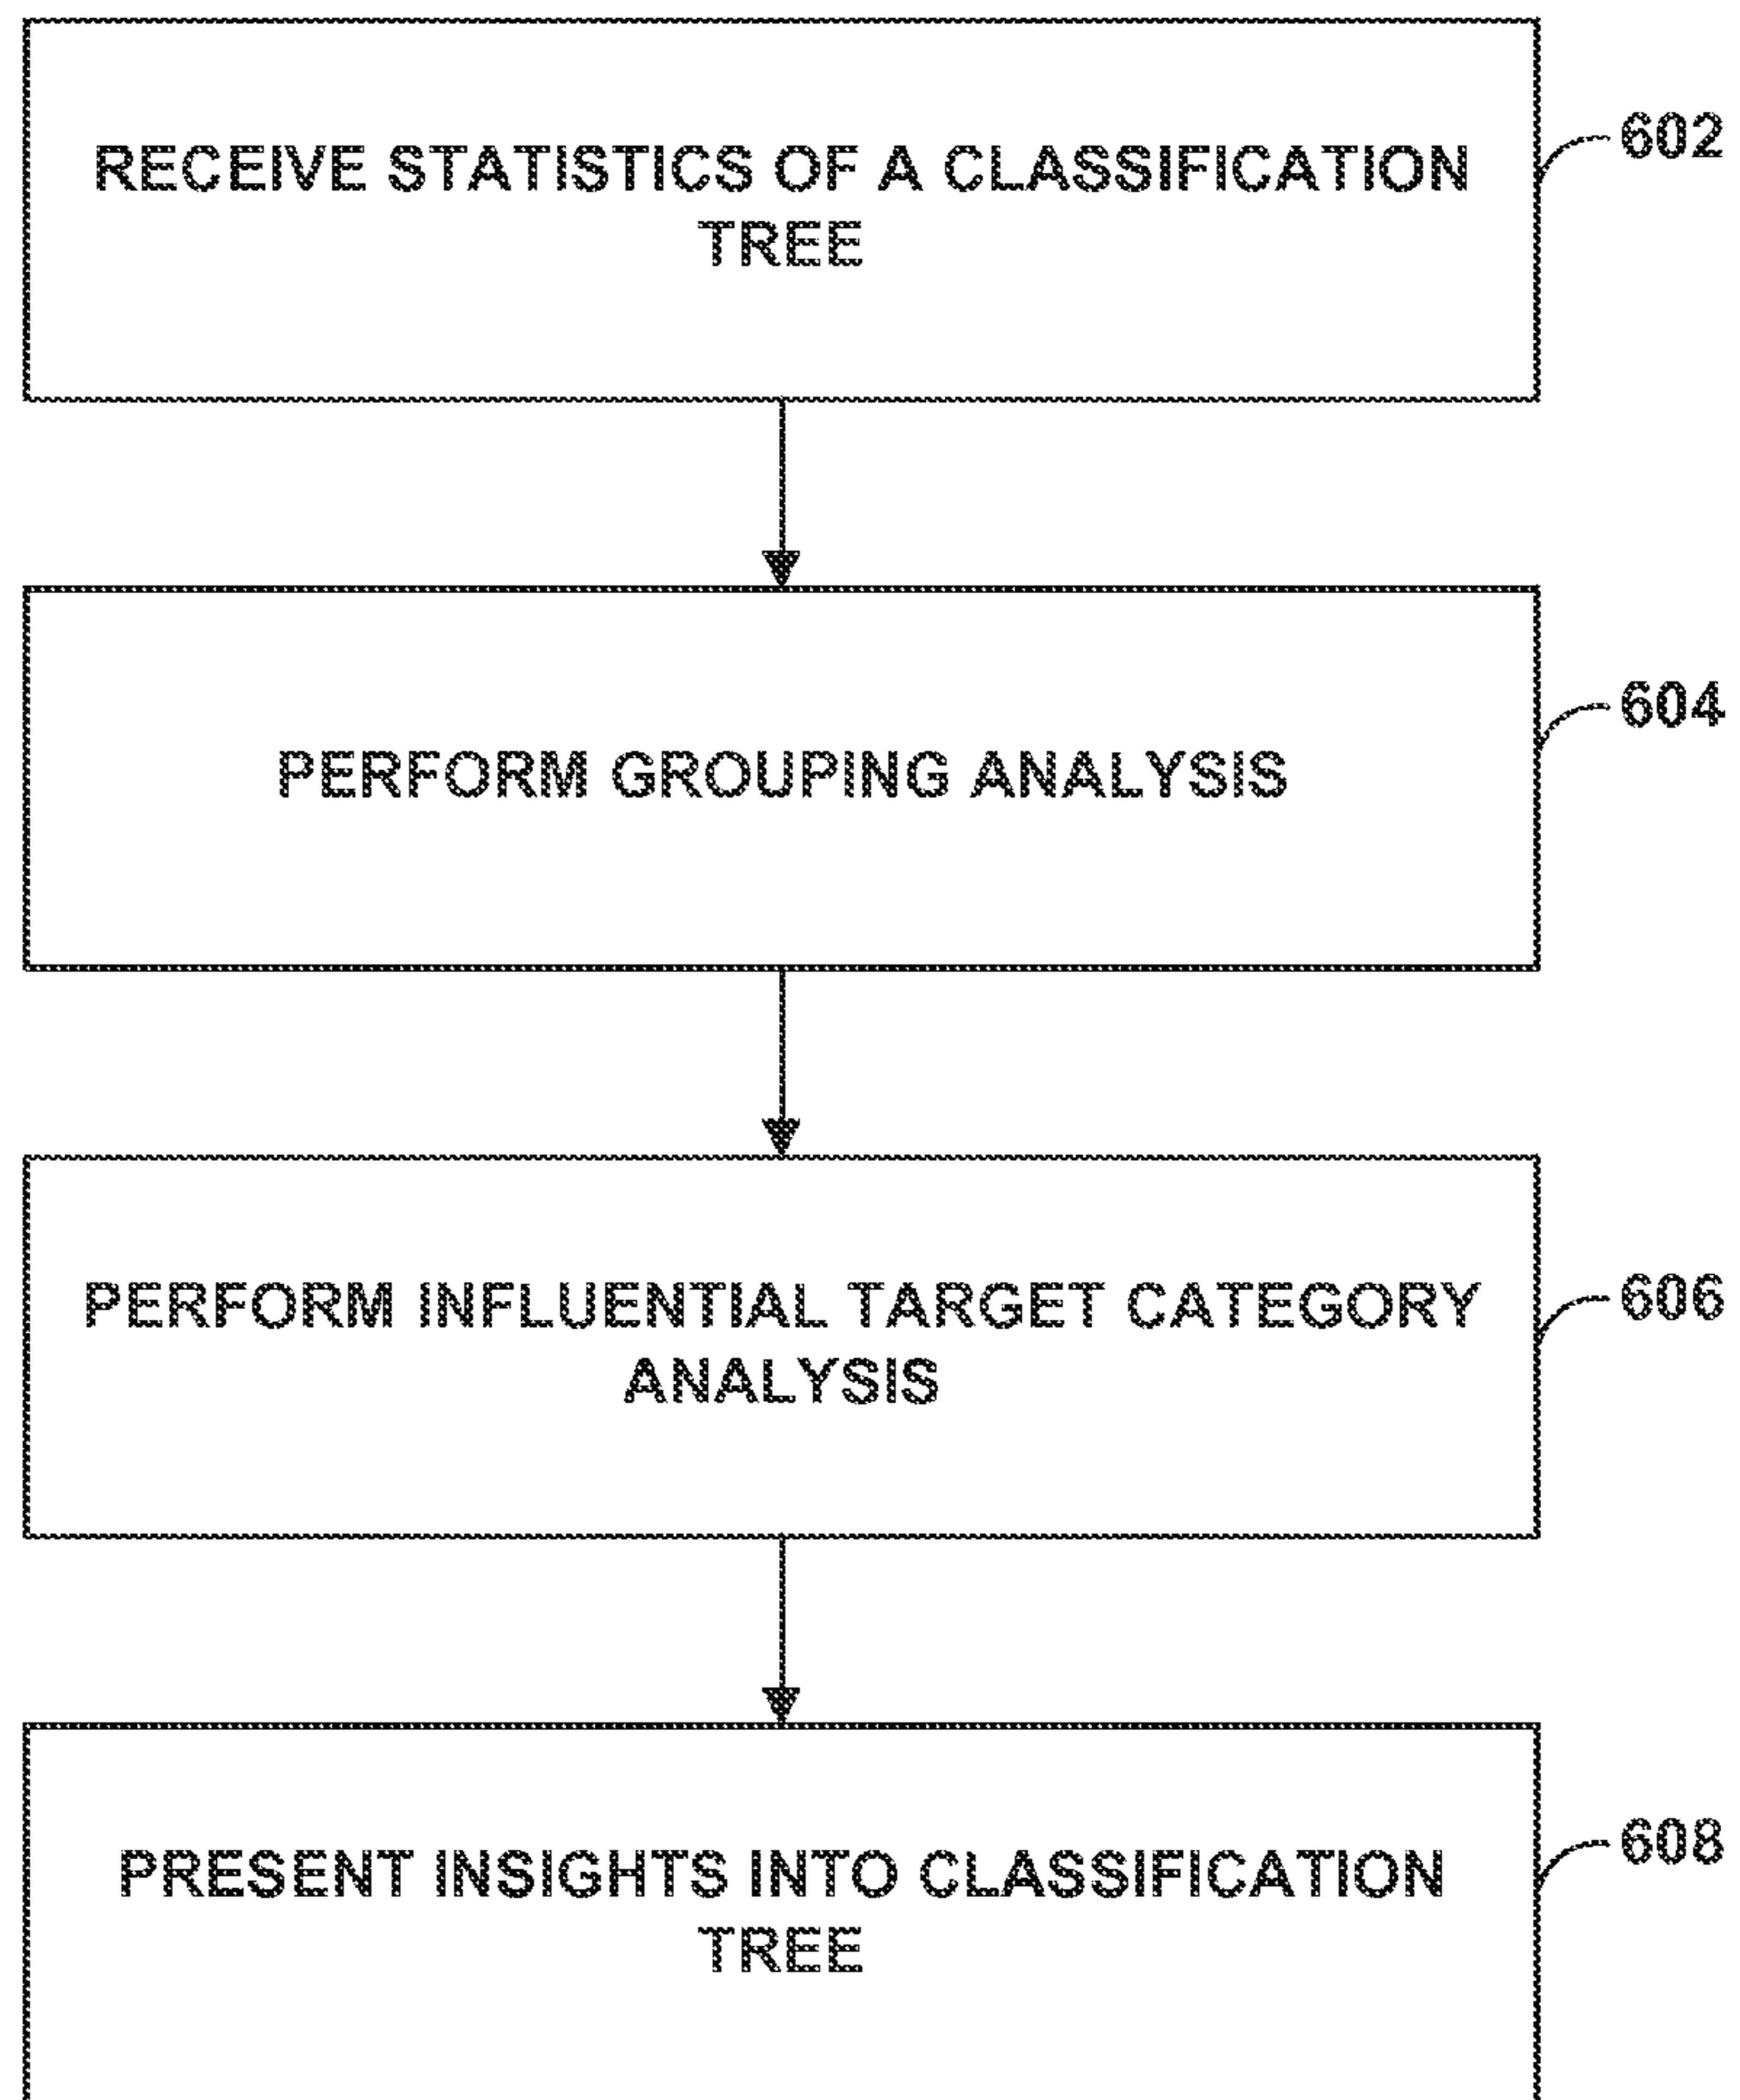 RECEIVE STATISTICS OF A CLASSIFICATION
TREE
602
PERFORM GROUPING ANALYSIS
604
PERFORM INFLUENTIAL TARGET CATEGORY
ANALYSIS
606
PRESENT INSIGHTS INTO CLASSIFICATION
TREE
608